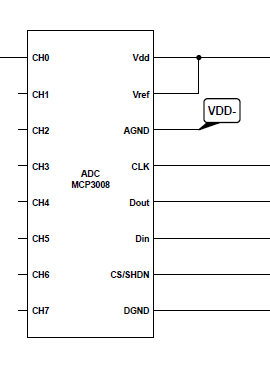 CH0
Vdd
CH1
Vref
VDD-
CH2
AGND
CH3
CLK
ADC
MCP3008
CH4
Dout
CH5
Din
CH6
CS/SHDN
CH7
DGND